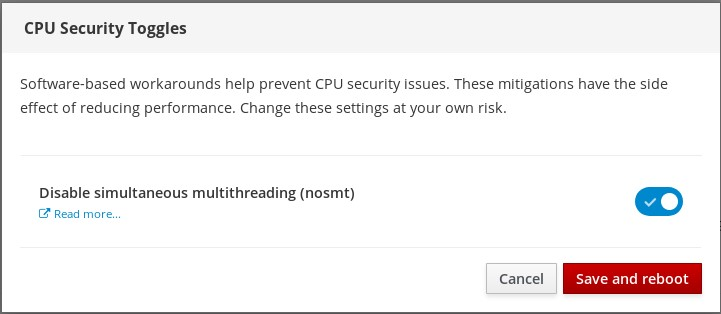 CPU Security Toggles
Software-based workarounds help prevent CPU security issues. These mitigations have the side
effect of reducing performance. Change these settings at your own risk.
Disable simultaneous multithreading (nosmt)
Read more...
Cancel Save and reboot